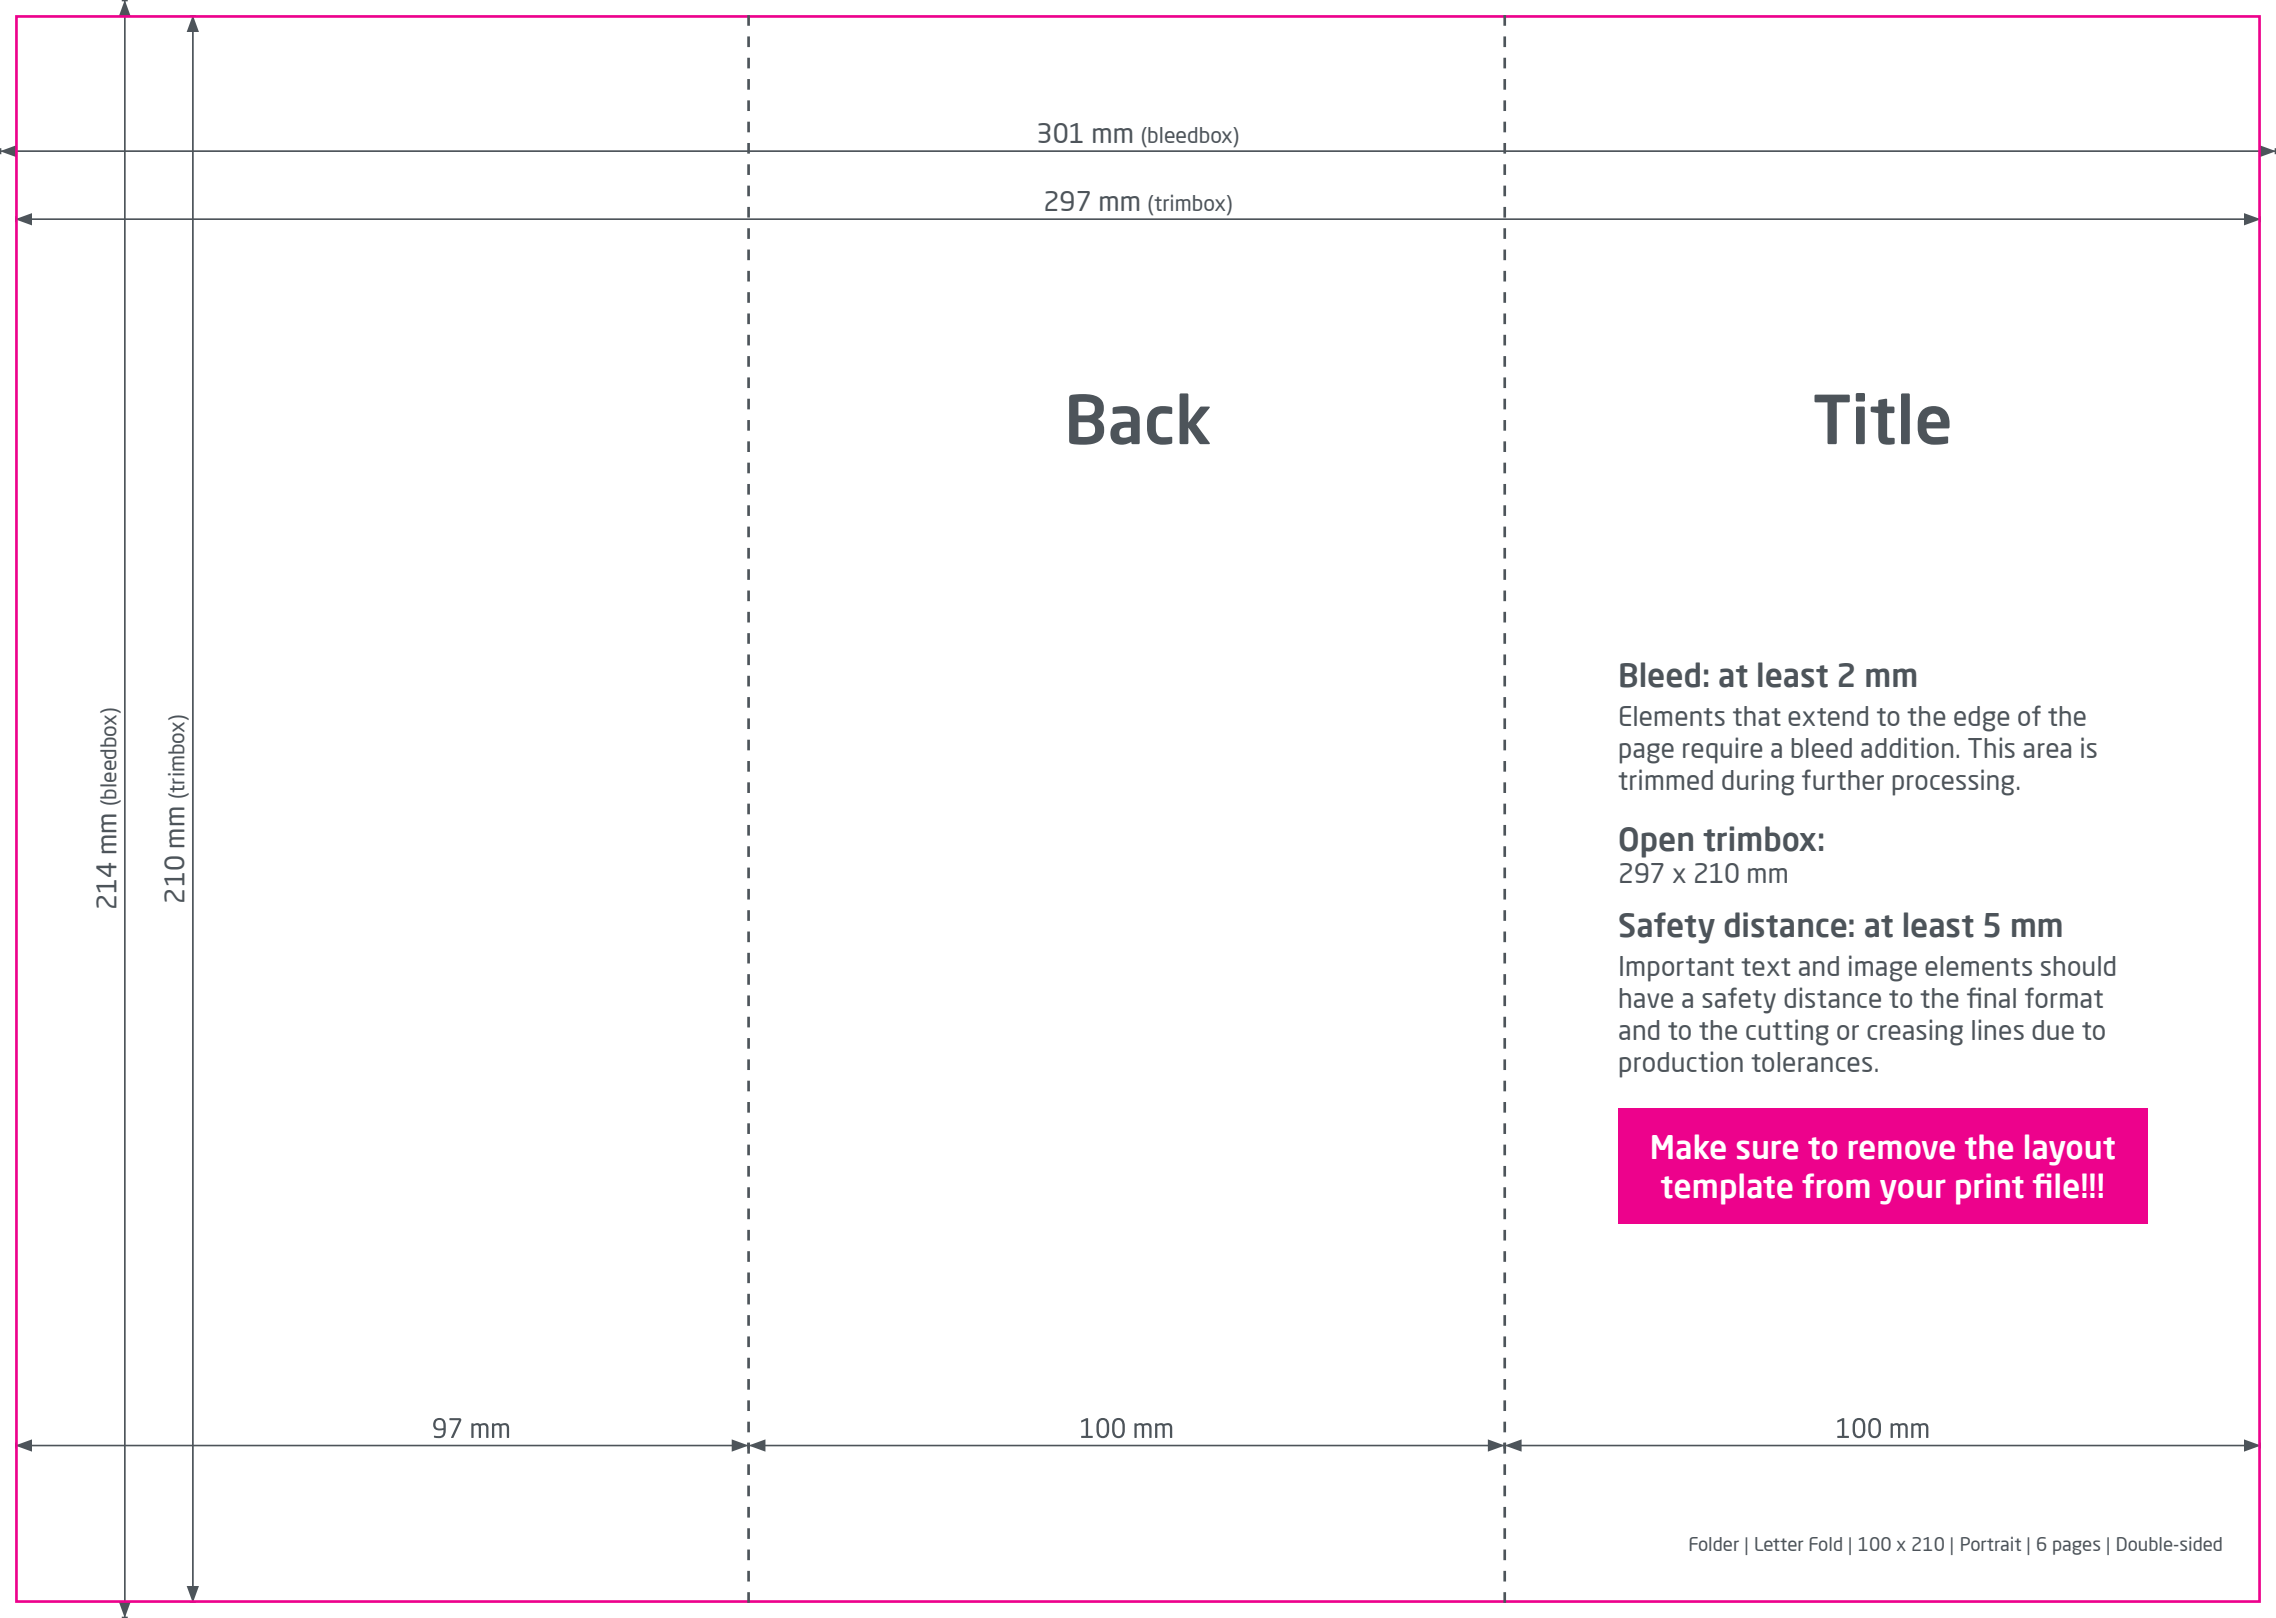 301 mm (bleedbox)
297 mm (trimbox)
Back
Title
214 mm (bleedbox)
210 mm (trimbox)
Bleed: at least 2 mm
Elements that extend to the edge of the
page require a bleed addition. This area is
trimmed during further processing.
Open trimbox:
297 x 210 mm
Safety distance: at least 5 mm
Important text and image elements should
have a safety distance to the final format
and to the cutting or creasing lines due to
production tolerances.
Make sure to remove the layout
template from your print file!!!
97 mm
100 mm
100 mm
Folder | Letter Fold | 100 x 210 | Portrait | 6 pages | Double-sided